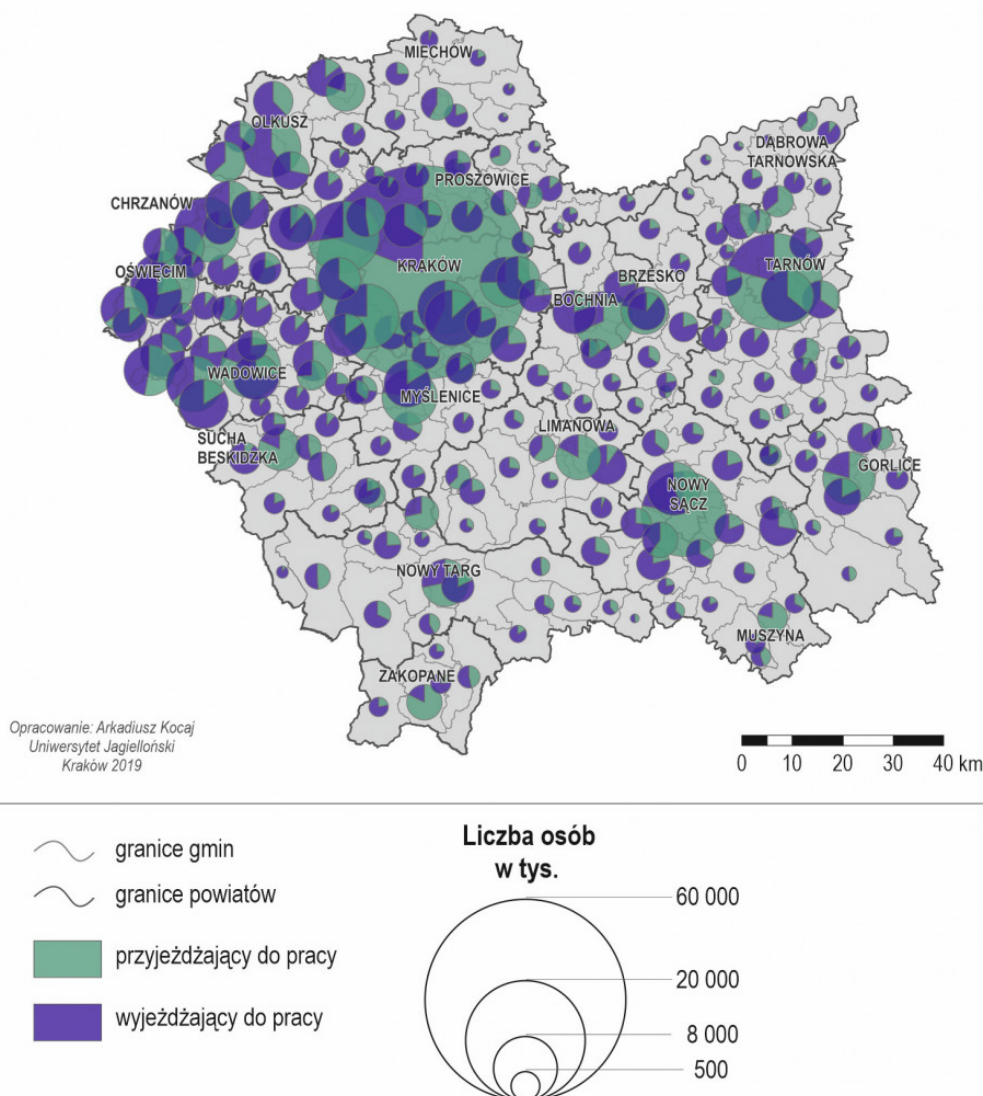 MIECHÓW
OLKUSZ
DĄBROWA
TARNOWSKA
PROSZOWICE
CHRZANÓW
KRAKÓW
OŚWIĘCIM
TARNÓW
BRZESKO
BOCHNIA
WADOWICE
MYŚLENICE
LIMANOWA
SUCHA
BESKIDZKA
GORLICE
NOWY
SĄCZ
NOWY TARG
MUSZYNA
ZAKOPANE
Opracowanie: Arkadiusz Kocaj
Uniwersytet Jagielloński
Kraków 2019
0 10 20 30 40 km
granice gmin
granice powiatów
przyjeżdżający do pracy
wyjeżdżający do pracy
Liczba osób
w tys.
60 000
20 000
8 000
500